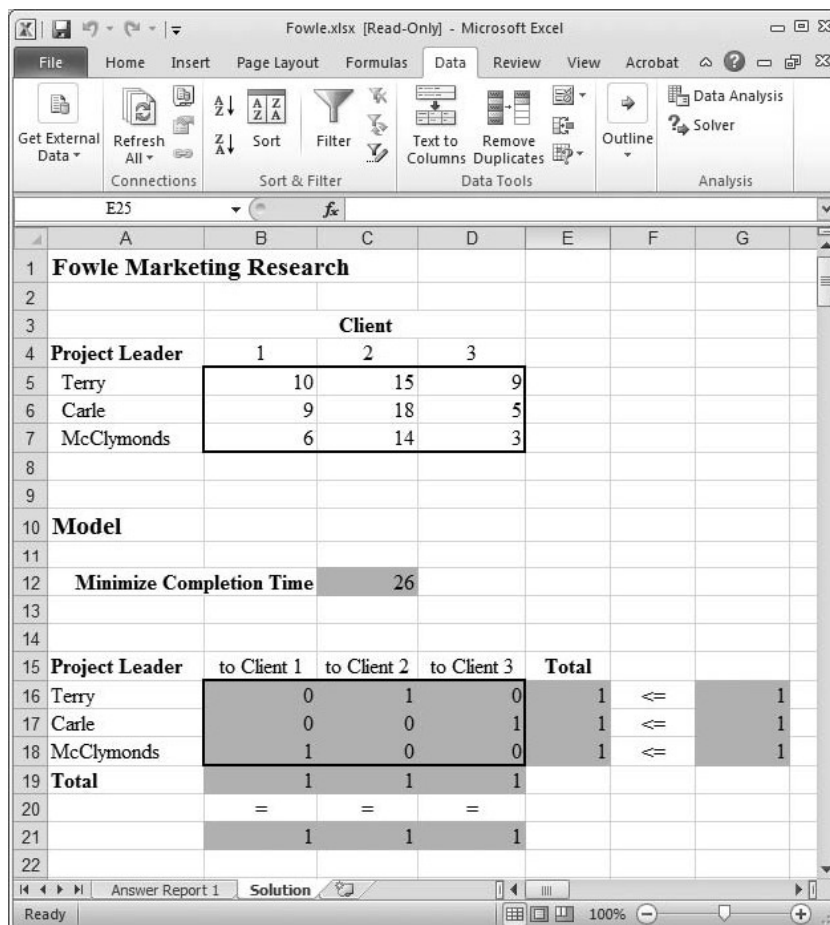 Fowle.xlsx [Read-Only] - Microsoft Excel
File Home Insert Page Layout Formulas Data Review View Acrobat
Get External Data
Refresh All
Connections
A Z Z A Sort
Filter
Sort & Filter
Text to Columns
Remove Duplicates
Data Tools
Outline
Data Analysis
Solver
Analysis
E25 fx
A B C D E F G
1 Fowle Marketing Research
2
3 Client
4 Project Leader 1 2 3
5 Terry 10 15 9
6 Carle 9 18 5
7 McClymonds 6 14 3
8
9
10 Model
11
12 Minimize Completion Time 26
13
14
15 Project Leader to Client 1 to Client 2 to Client 3 Total
16 Terry 0 1 0 1 <= 1
17 Carle 0 0 1 1 <= 1
18 McClymonds 1 0 0 1 <= 1
19 Total 1 1 1
20 = = =
21 1 1 1
22
Answer Report 1 Solution
Ready 100%